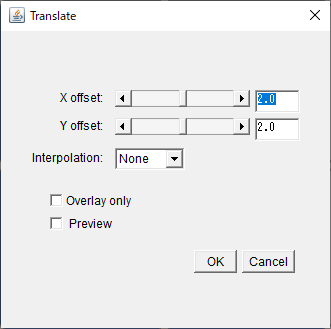 Translate
X offset: 2.0
Y offset: 2.0
Interpolation: None
Overlay only
Preview
OK Cancel